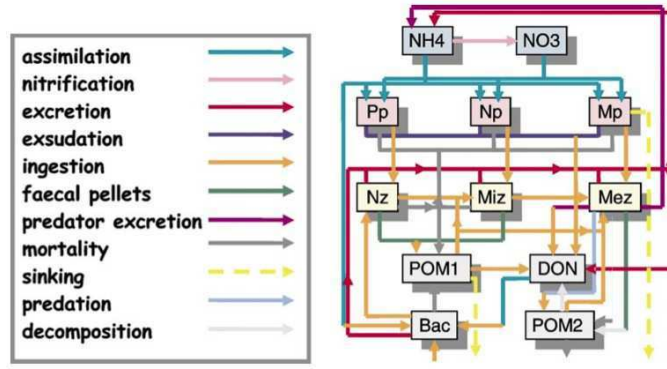 assimilation
nitrification
excretion
exsudation
ingestion
faecal pellets
predator excretion
mortality
sinking
predation
decomposition
NH4 NO3
Pp Np Mp
Nz Miz Mez
POM1 DON
Bac POM2